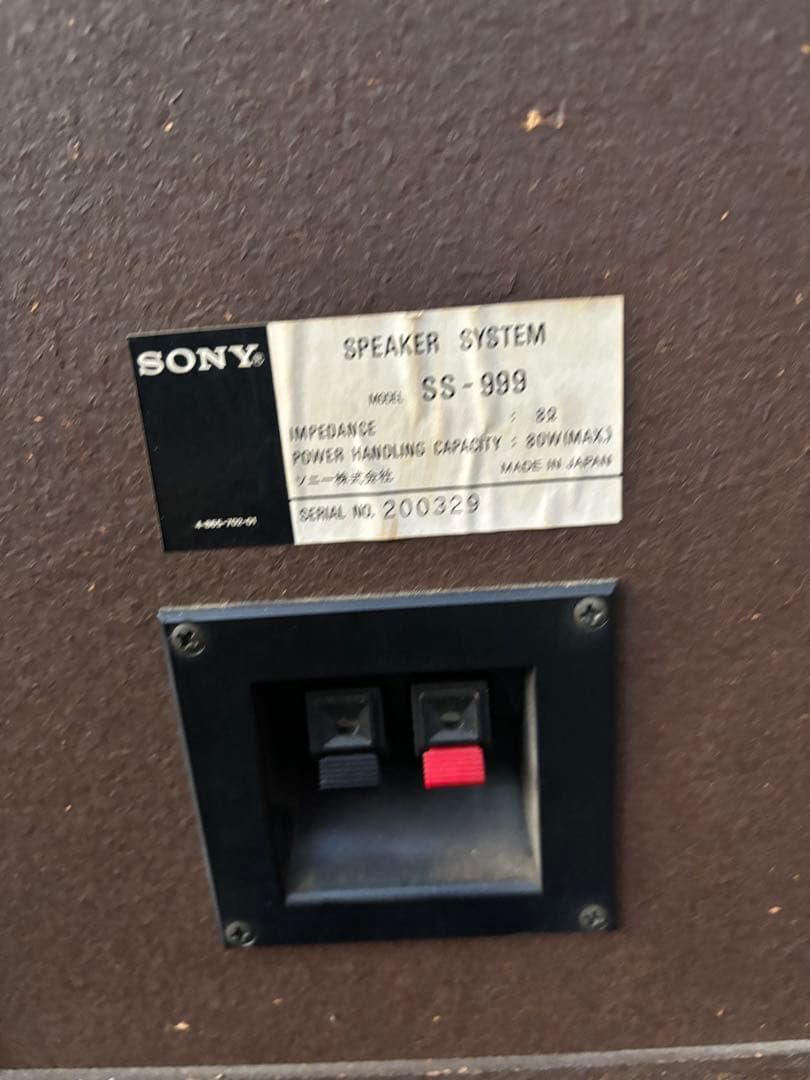 SONY®
SPEAKER SYSTEM
MODEL SS-999
IMPEDANCE : 8Ω
POWER HANDLING CAPACITY : 80W(MAX.)
ソニー株式会社 MADE IN JAPAN
SERIAL NO. 200329